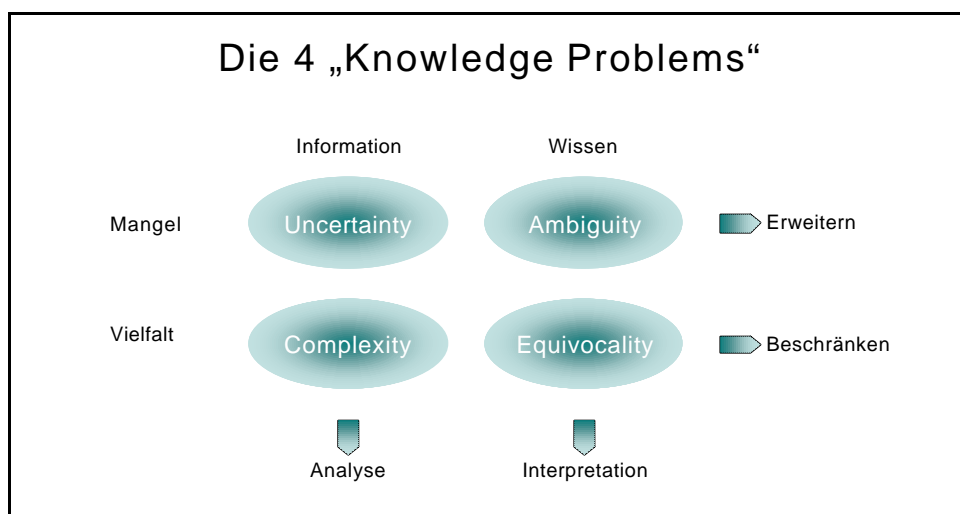 Die 4 „Knowledge Problems“
Information Wissen
Mangel Uncertainty Ambiguity Erweitern
Vielfalt Complexity Equivocality Beschränken
Analyse Interpretation